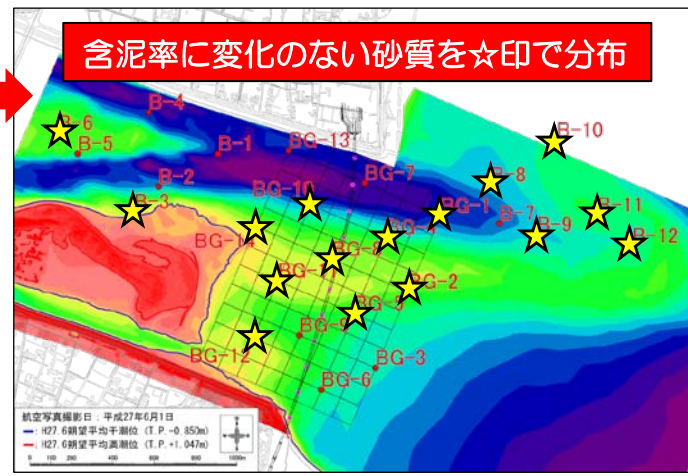 含泥率に変化のない砂質を☆印で分布
B-4
B-6
B-5
B-1
BG-13
B-10
B-2
BG-7
B-8
B-3
BG-10
BG-1
B-7
B-11
B-9
B-12
BG-8
BG-2
BG-5
BG-9
BG-12
BG-3
BG-6
航空写真撮影日:平成27年6月1日
H27.6朔望平均干潮位(T.P.-0.850m)
H27.6朔望平均満潮位(T.P.+1.047m)